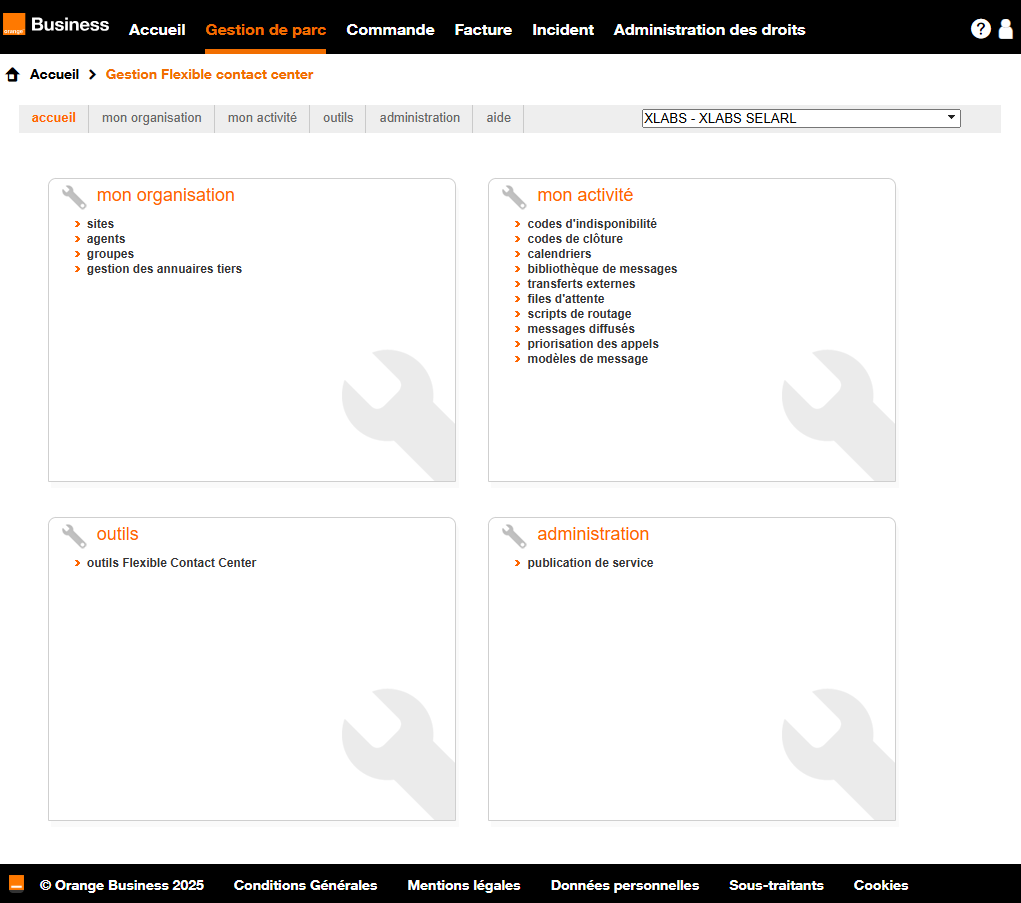 orange
Business Accueil Gestion de parc Commande Facture Incident Administration des droits ?
Accueil > Gestion Flexible contact center
accueil mon organisation mon activité outils administration aide XLABS - XLABS SELARL
mon organisation
sites
agents
groupes
gestion des annuaires tiers
mon activité
codes d'indisponibilité
codes de clôture
calendriers
bibliothèque de messages
transferts externes
files d'attente
scripts de routage
messages diffusés
priorisation des appels
modèles de message
outils
outils Flexible Contact Center
administration
publication de service
© Orange Business 2025 Conditions Générales Mentions légales Données personnelles Sous-traitants Cookies